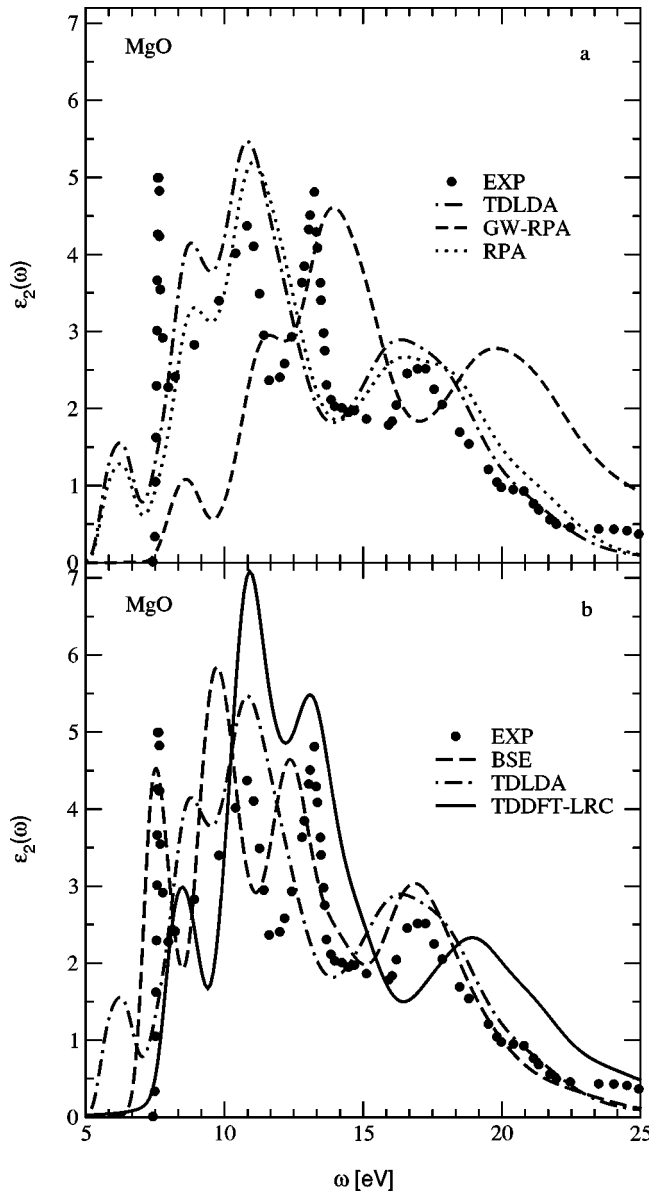 7
MgO
a
6
5
EXP
TDLDA
4
GW-RPA
RPA
ε₂(ω)
3
2
1
0
7
MgO
b
6
5
EXP
BSE
4
TDLDA
TDDFT-LRC
ε₂(ω)
3
2
1
0
5 10 15 20 25
ω [eV]